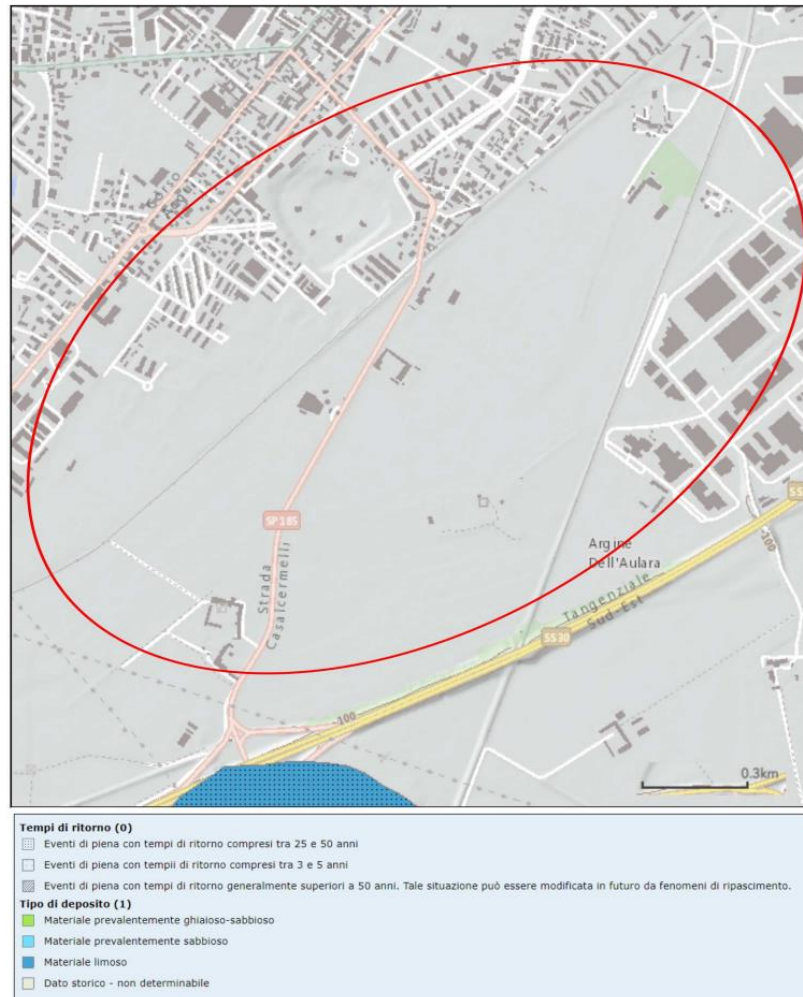 Corso
Acqui
SP185
Strada
Casalcermelli
Argine
Dell'Aulara
Tangenziale
Sud-Est
SS30
SS
-100
-100
0.3km
Tempi di ritorno (0)
Eventi di piena con tempi di ritorno compresi tra 25 e 50 anni
Eventi di piena con tempii di ritorno compresi tra 3 e 5 anni
Eventi di piena con tempi di ritorno generalmente superiori a 50 anni. Tale situazione può essere modificata in futuro da fenomeni di ripascimento.
Tipo di deposito (1)
Materiale prevalentemente ghiaioso-sabbioso
Materiale prevalentemente sabbioso
Materiale limoso
Dato storico - non determinabile